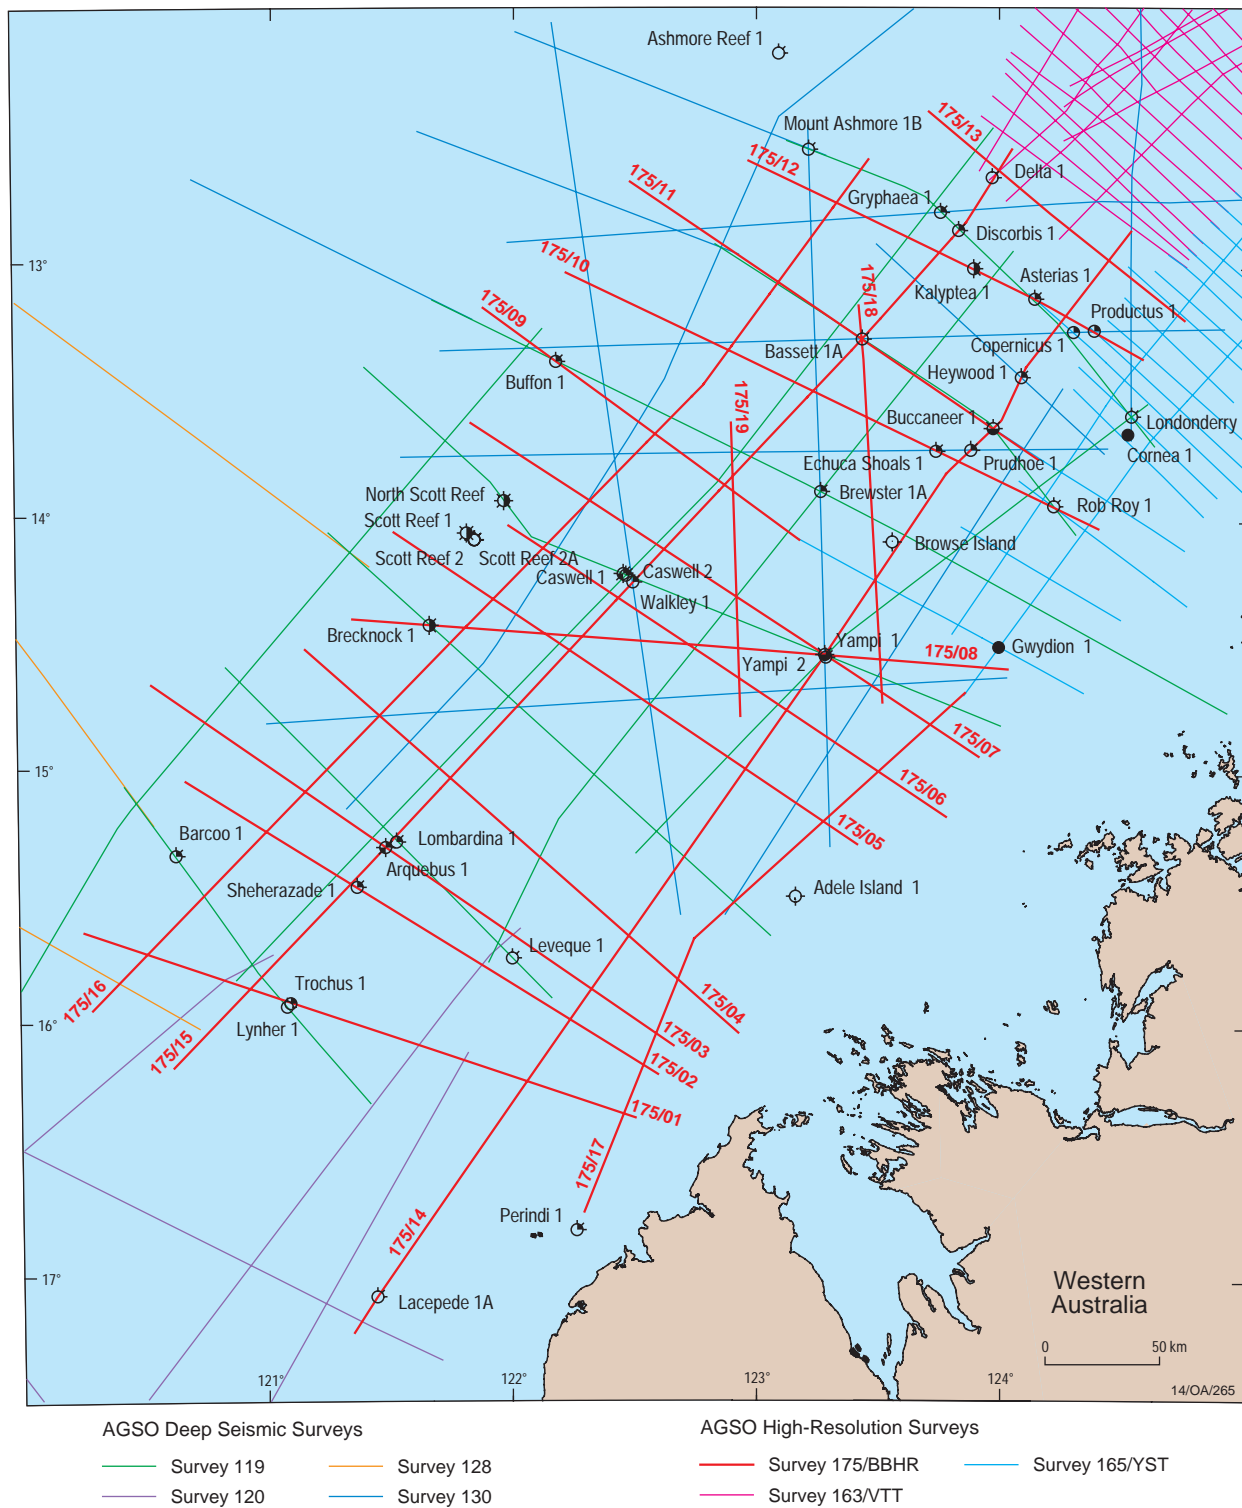 Ashmore Reef 1
Mount Ashmore 1B
175/13
175/12
Delta 1
175/11
Gryphaea 1
Discorbis 1
175/10
13°
175/18
Kalyptea 1
Asterias 1
175/09
Productus 1
Copernicus 1
Bassett 1A
Heywood 1
Buffon 1
175/19
Buccaneer 1
Londonderry
Cornea 1
Echuca Shoals 1
Prudhoe 1
North Scott Reef
Brewster 1A
Rob Roy 1
14°
Scott Reef 1
Browse Island
Scott Reef 2
Scott Reef 2A
Caswell 1
Caswell 2
Walkley 1
Brecknock 1
Yampi 1
Gwydion 1
175/08
Yampi 2
175/07
15°
175/06
175/05
Barcoo 1
Lombardina 1
Arquebus 1
Sheherazade 1
Adele Island 1
Leveque 1
Trochus 1
175/16
175/04
Lynher 1
16°
175/15
175/03
175/02
175/01
175/17
Perindi 1
175/14
17°
Lacepede 1A
Western
Australia
0 50 km
121° 122° 123° 124°
14/OA/265
AGSO Deep Seismic Surveys
Survey 119
Survey 128
Survey 120
Survey 130
AGSO High-Resolution Surveys
Survey 175/BBHR
Survey 165/YST
Survey 163/VTT